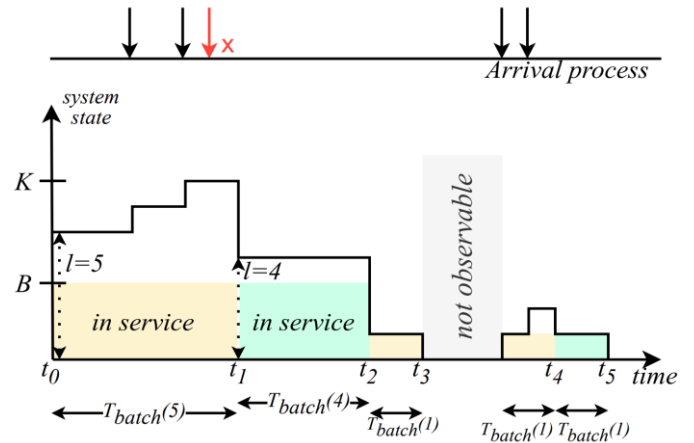 x
Arrival process
system
state
K
l=5
l=4
B
in service
in service
not observable
t0 t1 t2 t3 t4 t5 time
Tbatch(5) Tbatch(4) Tbatch(1) Tbatch(1) Tbatch(1)